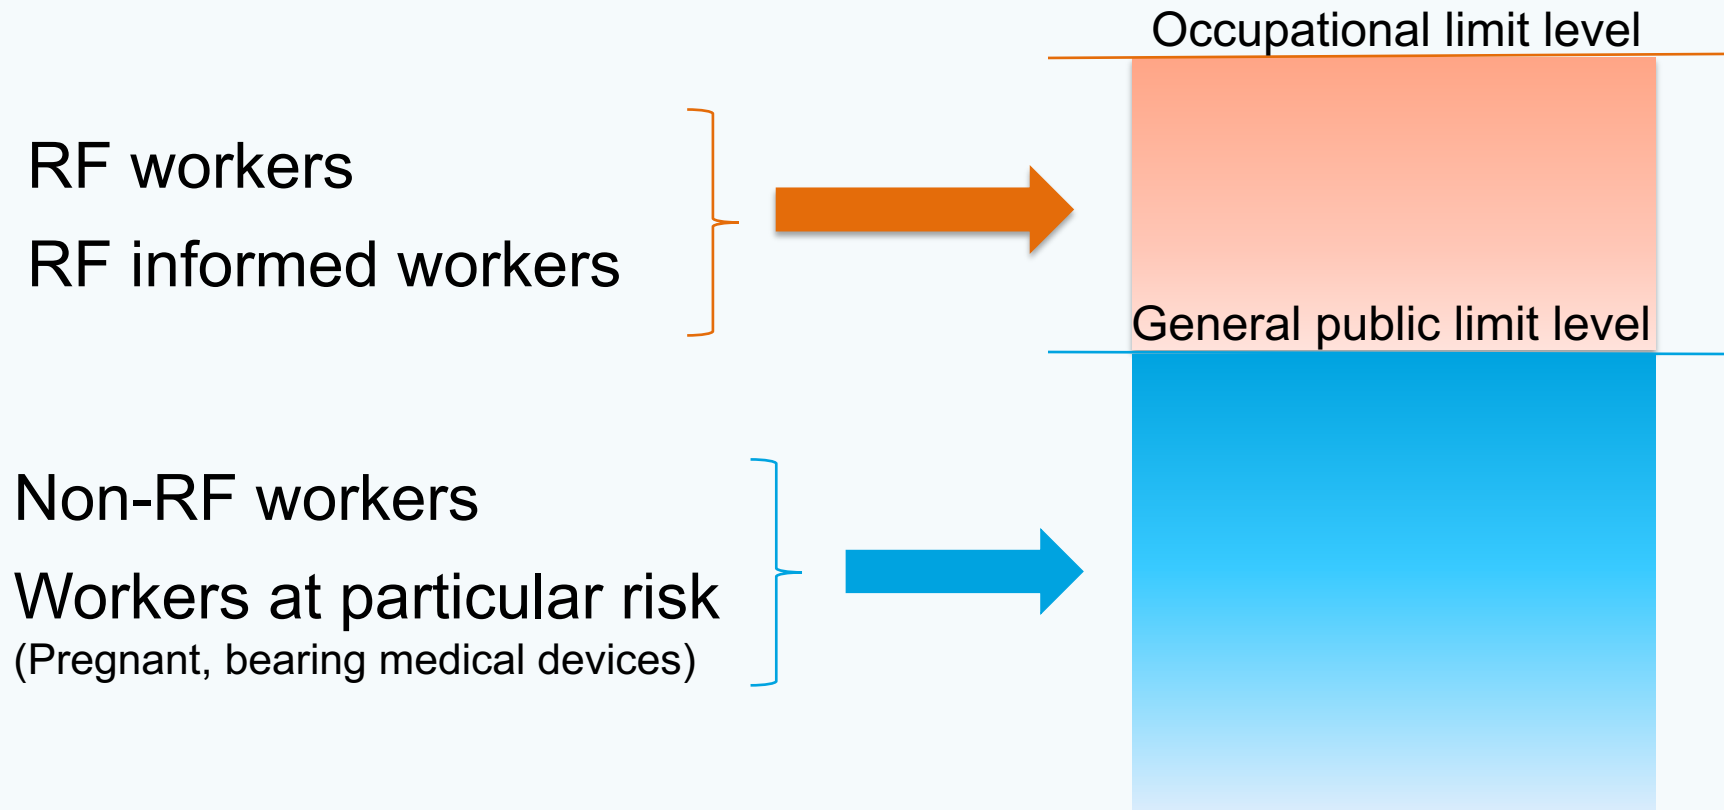 Occupational limit level
RF workers
RF informed workers
General public limit level
Non-RF workers
Workers at particular risk
(Pregnant, bearing medical devices)